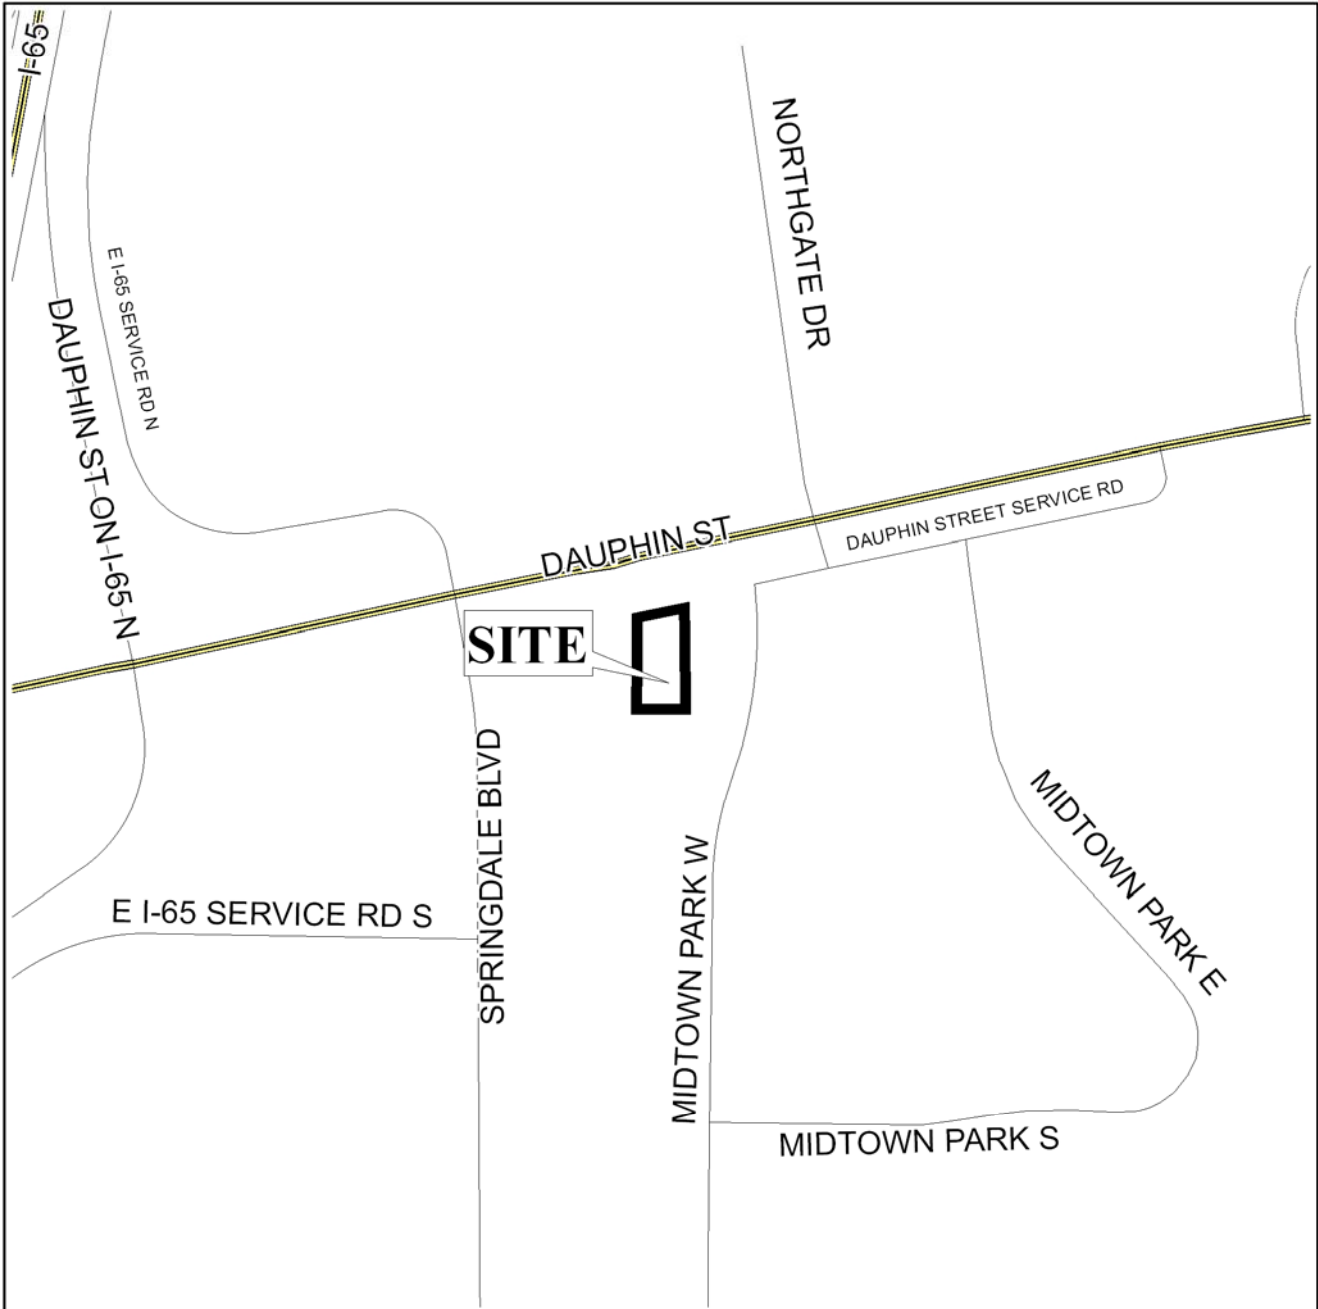 I-65
NORTHGATE DR
E I-65 SERVICE RD N
DAUPHIN ST ON I-65 N
DAUPHIN STREET SERVICE RD
DAUPHIN ST
SITE
SPRINGDALE BLVD
MIDTOWN PARK E
MIDTOWN PARK W
E I-65 SERVICE RD S
MIDTOWN PARK S